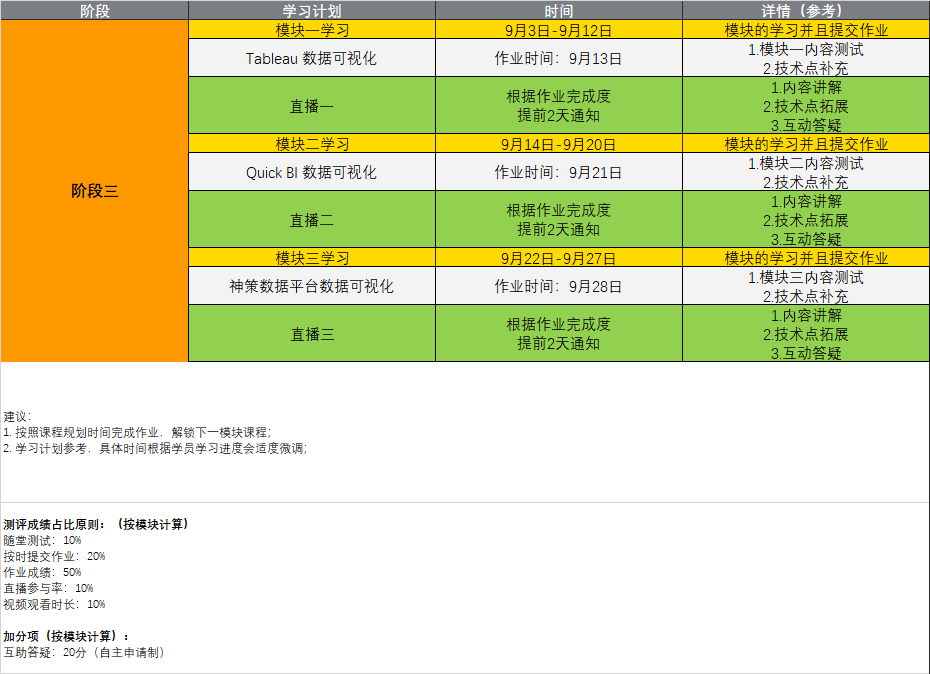 阶段 学习计划 时间 详情（参考）
模块一学习 9月3日-9月12日 模块的学习并且提交作业
Tableau 数据可视化 作业时间：9月13日 1.模块一内容测试
2.技术点补充
直播一 根据作业完成度
提前2天通知
1.内容讲解
2.技术点拓展
3.互动答疑
阶段三
模块二学习 9月14日-9月20日 模块的学习并且提交作业
Quick BI 数据可视化 作业时间：9月21日 1.模块二内容测试
2.技术点补充
直播二 根据作业完成度
提前2天通知
1.内容讲解
2.技术点拓展
3.互动答疑
模块三学习 9月22日-9月27日 模块的学习并且提交作业
神策数据平台数据可视化 作业时间：9月28日 1.模块三内容测试
2.技术点补充
直播三 根据作业完成度
提前2天通知
1.内容讲解
2.技术点拓展
3.互动答疑
建议：
1. 按照课程规划时间完成作业，解锁下一模块课程；
2. 学习计划参考，具体时间根据学员学习进度会适度微调；
测评成绩占比原则：（按模块计算）
随堂测试：10%
按时提交作业：20%
作业成绩：50%
直播参与率：10%
视频观看时长：10%
加分项（按模块计算）：
互助答疑：20分（自主申请制）